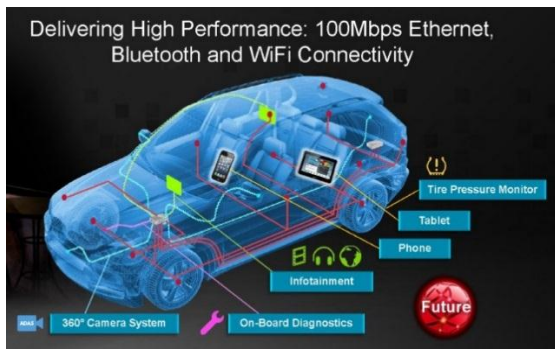 Delivering High Performance: 100Mbps Ethernet,
Bluetooth and WiFi Connectivity
Tire Pressure Monitor
Tablet
Phone
Infotainment
Future
ADAS
360° Camera System
On-Board Diagnostics